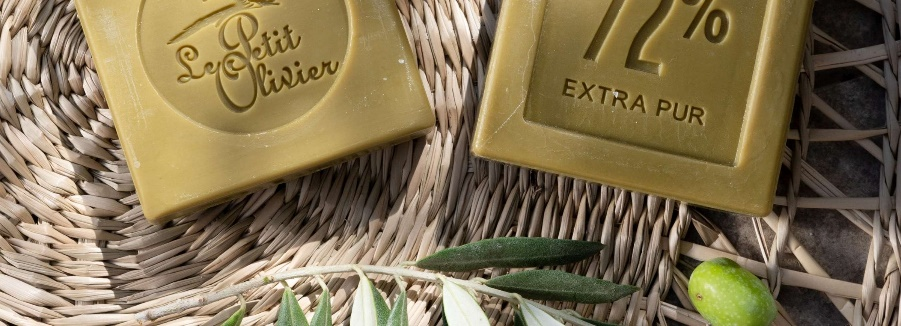 Le Petit
Olivier
72%
EXTRA PUR